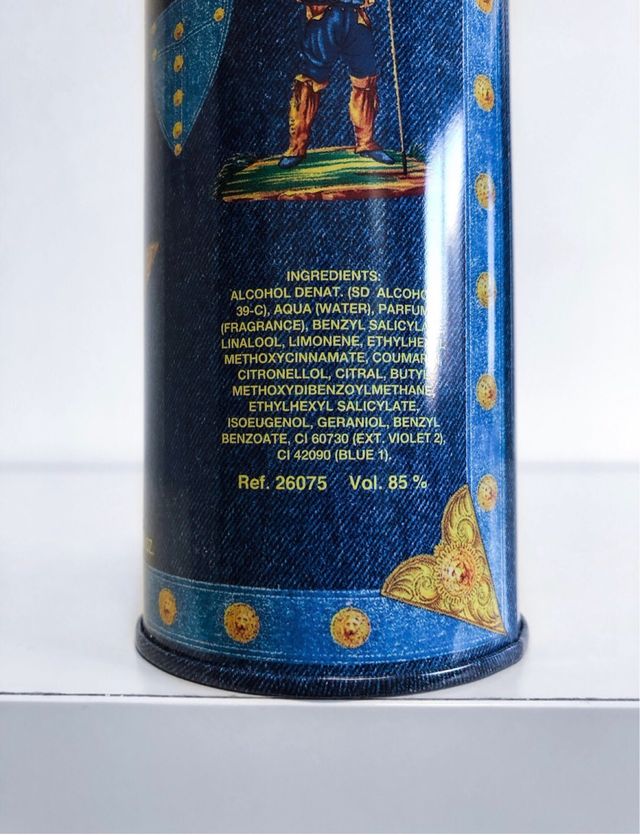 INGREDIENTS:
ALCOHOL DENAT. (SD
39-C), AQUA (WATER), PARFUM
(FRAGRANCE), BENZYL
LINALOOL, LIMONENE,
METHOXYCINNAMATE,
CITRONELLOL, CITRAL,
METHOXYDIBENZOYLMETHANE,
ETHYLHEXYL SALICYLATE,
ISOEUGENOL, GERANIOL, BENZYL
BENZOATE, CI 60730 (EXT. VIOLET 2),
CI 42090 (BLUE 1).
Ref. 26075 Vol. 85 %